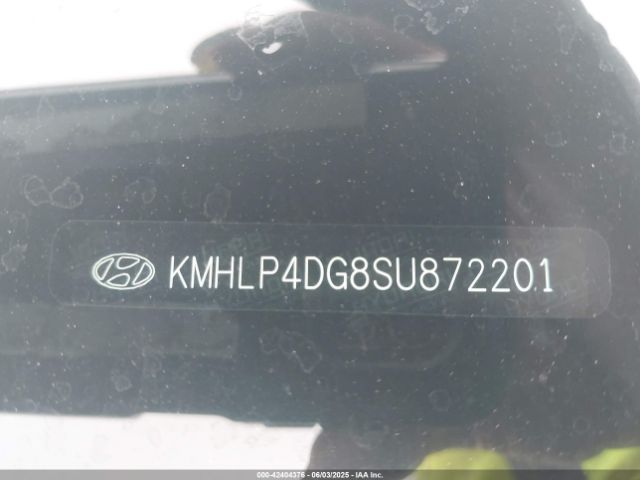 KMHLP4DG8SU872201
000-42404376 | 06/03/2025 | IAA Inc.